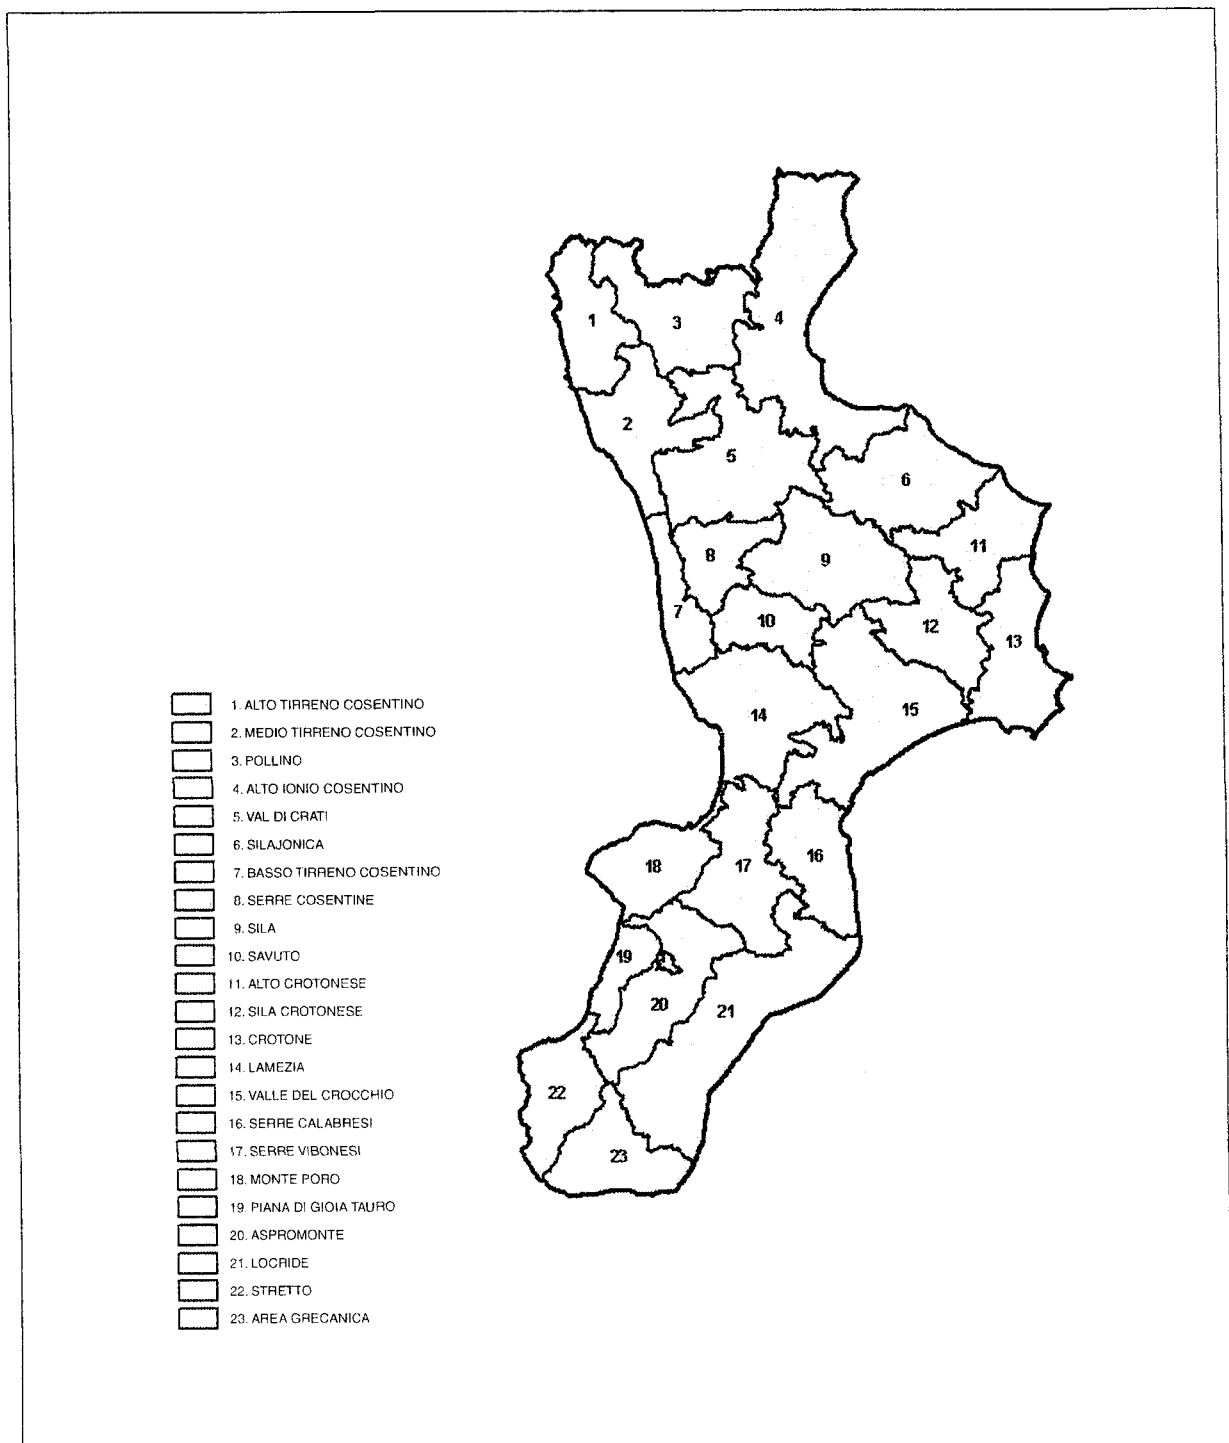 1. ALTO TIRRENO COSENTINO
2. MEDIO TIRRENO COSENTINO
3. POLLINO
4. ALTO IONIO COSENTINO
5. VAL DI CRATI
6. SILAJONICA
7. BASSO TIRRENO COSENTINO
8. SERRE COSENTINE
9. SILA
10. SAVUTO
11. ALTO CROTONESE
12. SILA CROTONESE
13. CROTONE
14. LAMEZIA
15. VALLE DEL CROCCHIO
16. SERRE CALABRESI
17. SERRE VIBONESI
18. MONTE PORO
19. PIANA DI GIOIA TAURO
20. ASPROMONTE
21. LOCRIDE
22. STRETTO
23. AREA GRECANICA
1
3
4
2
5
6
11
8
9
7
10
12
13
14
15
16
18
17
19
20
21
22
23